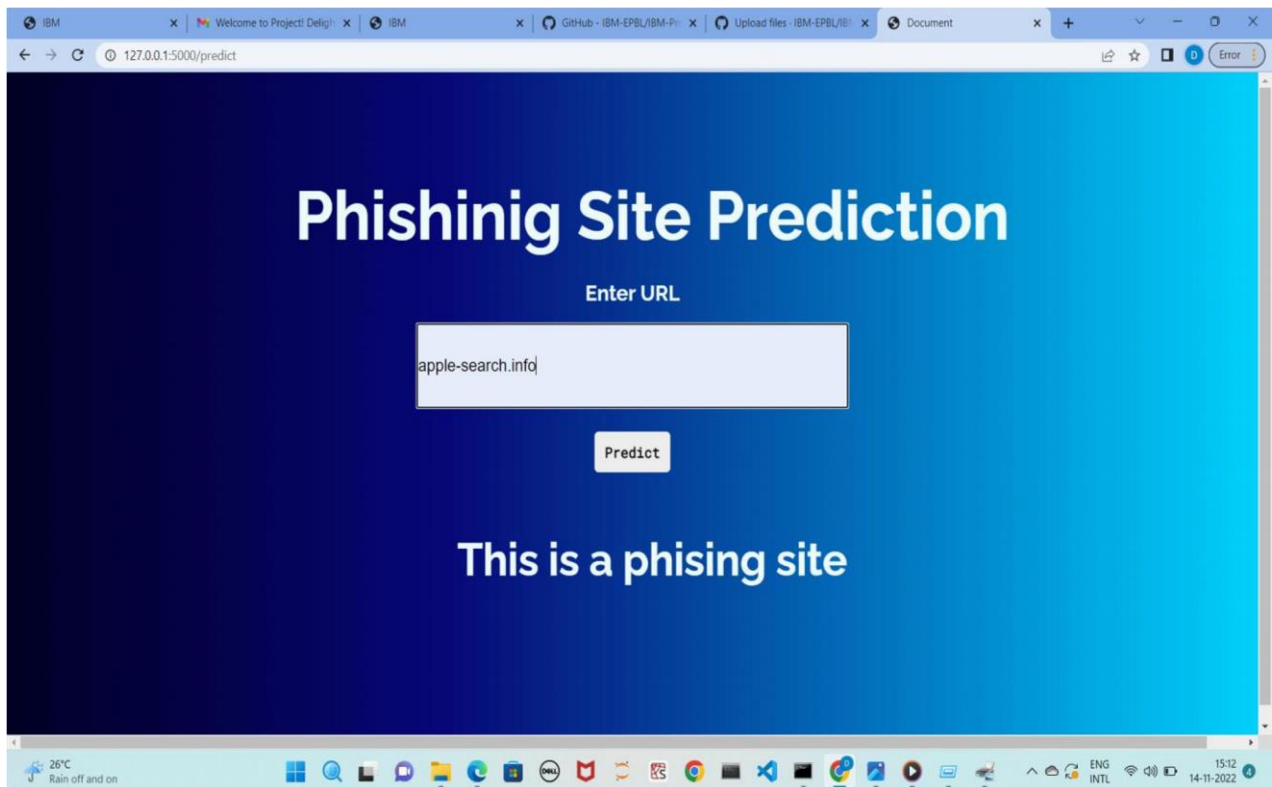 IBM
Welcome to Project! Deligh
IBM
GitHub - IBM-EPBL/IBM-Pr
Upload files · IBM-EPBL/IB
Document
127.0.0.1:5000/predict
D
Error
Phishinig Site Prediction
Enter URL
apple-search.info
Predict
This is a phising site
26°C
Rain off and on
DELL
ENG
INTL
15:12
14-11-2022
4